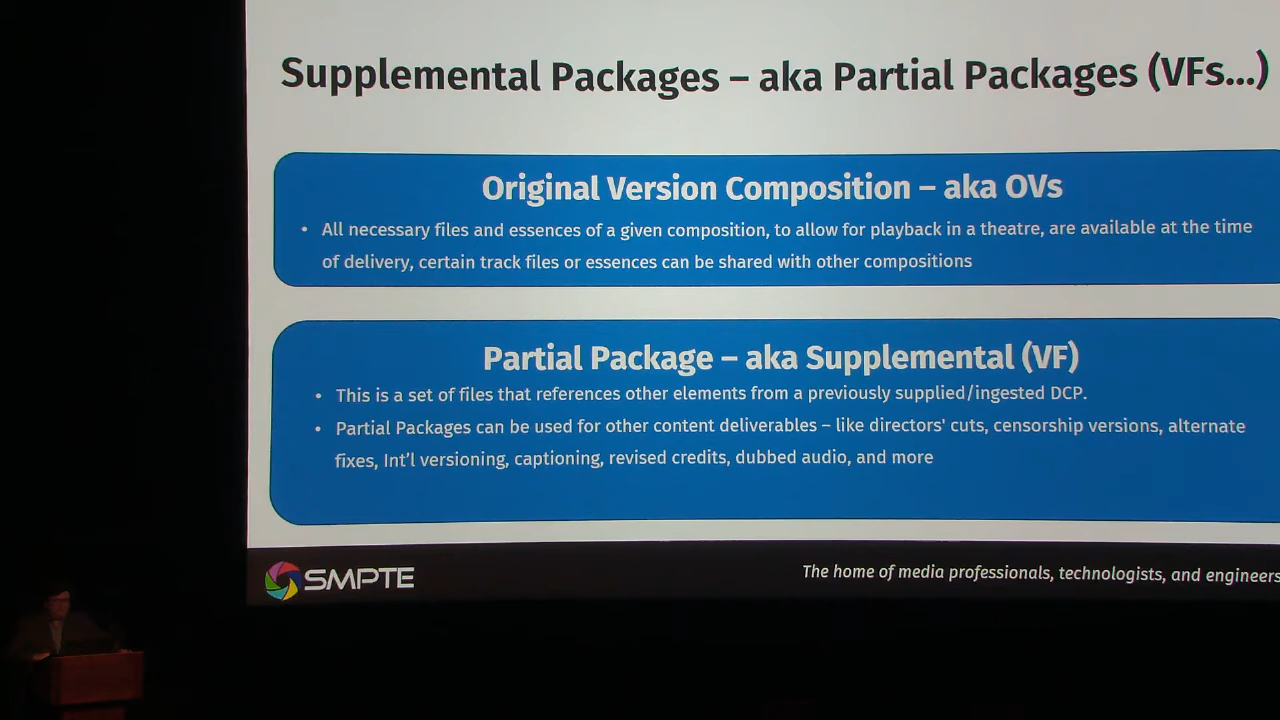 Supplemental Packages – aka Partial Packages (VFs...)
Original Version Composition – aka OVs
• All necessary files and essences of a given composition, to allow for playback in a theatre, are available at the time
of delivery, certain track files or essences can be shared with other compositions
Partial Package – aka Supplemental (VF)
• This is a set of files that references other elements from a previously supplied/ingested DCP.
• Partial Packages can be used for other content deliverables – like directors' cuts, censorship versions, alternate
fixes, Int'l versioning, captioning, revised credits, dubbed audio, and more
SMPTE
The home of media professionals, technologists, and engineers